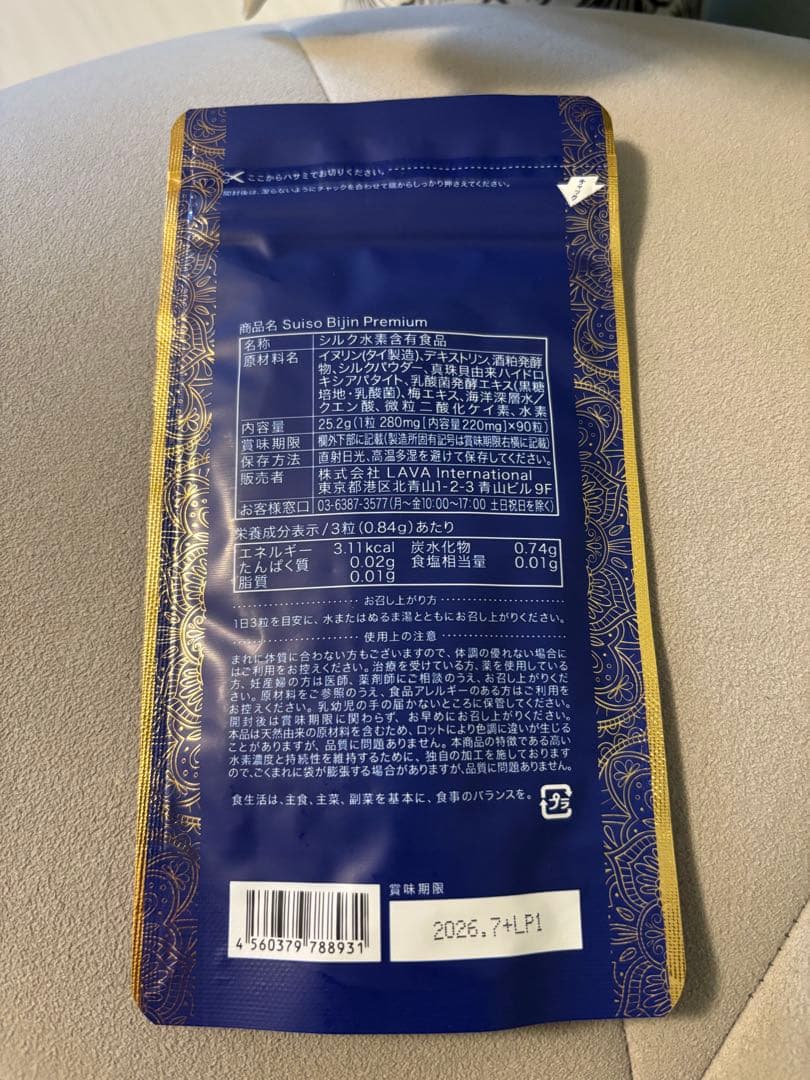 ここからハサミでお切りください。
開封後は、湿らないようにチャックを合わせて端からしっかり押さえてください。
商品名 Suiso Bijin Premium
名称 シルク水素含有食品
原材料名 イヌリン(タイ製造)、デキストリン、酒粕発酵
物、シルクパウダー、真珠貝由来ハイドロ
キシアパタイト、乳酸菌発酵エキス(黒糖
培地・乳酸菌)、梅エキス、海洋深層水/
クエン酸、微粒二酸化ケイ素、水素
内容量 25.2g(1粒 280mg[内容量220mg]×90粒)
賞味期限 欄外下部に記載(製造所固有記号は賞味期限右横に記載)
保存方法 直射日光、高温多湿を避けて保存してください。
販売者 株式会社 LAVA International
東京都港区北青山1-2-3 青山ビル9F
お客様窓口 03-6387-3577(月〜金10:00〜17:00 土日祝日を除く)
栄養成分表示/3粒(0.84g)あたり
エネルギー 3.11kcal 炭水化物 0.74g
たんぱく質 0.02g 食塩相当量 0.01g
脂質 0.01g
お召し上がり方
1日3粒を目安に、水またはぬるま湯とともにお召し上がりください。
使用上の注意
まれに体質に合わない方もございますので、体調の優れない場合に
はご利用をお控えください。治療を受けている方、薬を使用している
方、妊産婦の方は医師、薬剤師にご相談のうえ、お召し上がりくださ
い。原材料をご参照のうえ、食品アレルギーのある方はご利用を
お控えください。乳幼児の手の届かないところに保管してください。
開封後は賞味期限に関わらず、お早めにお召し上がりください。
本品は天然由来の原材料を含むため、ロットにより色調に違いが生じる
ことがありますが、品質に問題ありません。本商品の特徴である高い
水素濃度と持続性を維持するために、独自の加工を施しております
ので、ごくまれに袋が膨張する場合がありますが、品質に問題ありません。
食生活は、主食、主菜、副菜を基本に、食事のバランスを。
プラ
賞味期限
2026.7+LP1
4 560379 788931